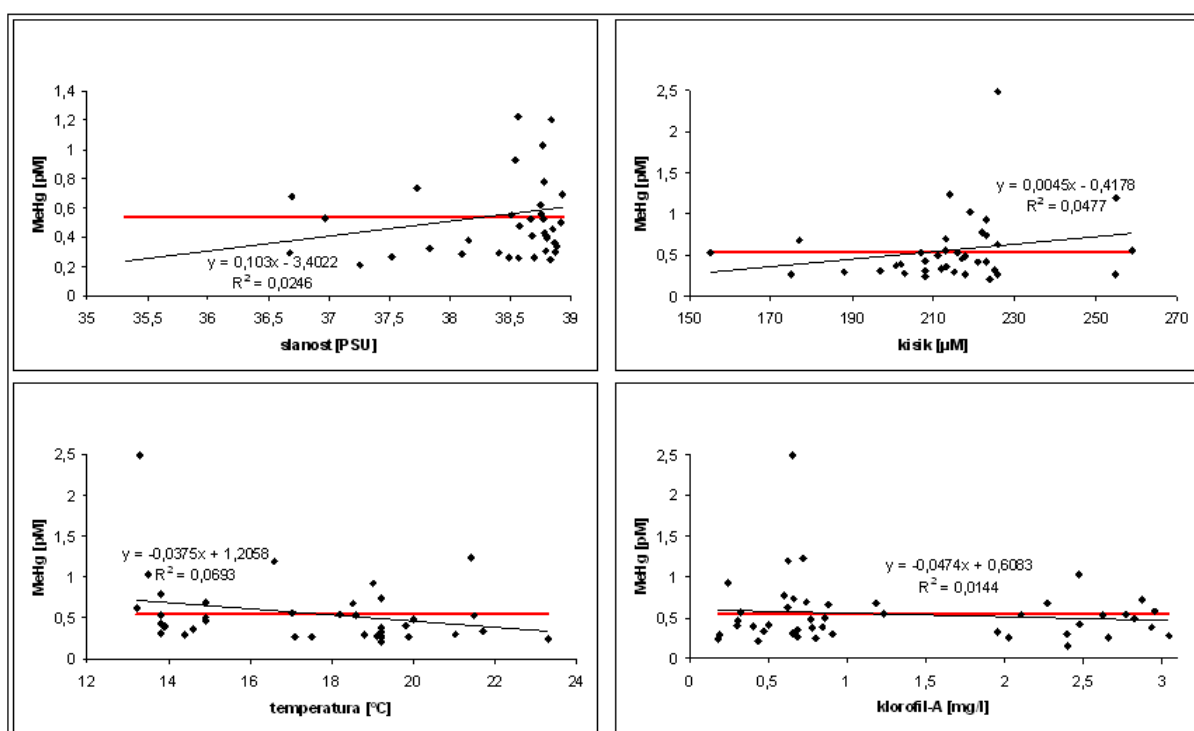 MeHg [pM]
1,4
1,2
1
0,8
0,6
0,4
0,2
0
y = 0,103x - 3,4022
R² = 0,0246
35 35,5 36 36,5 37 37,5 38 38,5 39
slanost [PSU]
MeHg [pM]
2,5
2
1,5
1
0,5
0
y = 0,0045x - 0,4178
R² = 0,0477
150 170 190 210 230 250 270
kisik [µM]
MeHg [pM]
2,5
2
1,5
1
0,5
0
y = -0,0375x + 1,2058
R² = 0,0693
12 14 16 18 20 22 24
temperatura [°C]
MeHg [pM]
2,5
2
1,5
1
0,5
0
y = -0,0474x + 0,6083
R² = 0,0144
0 0,5 1 1,5 2 2,5 3
klorofil-A [mg/l]